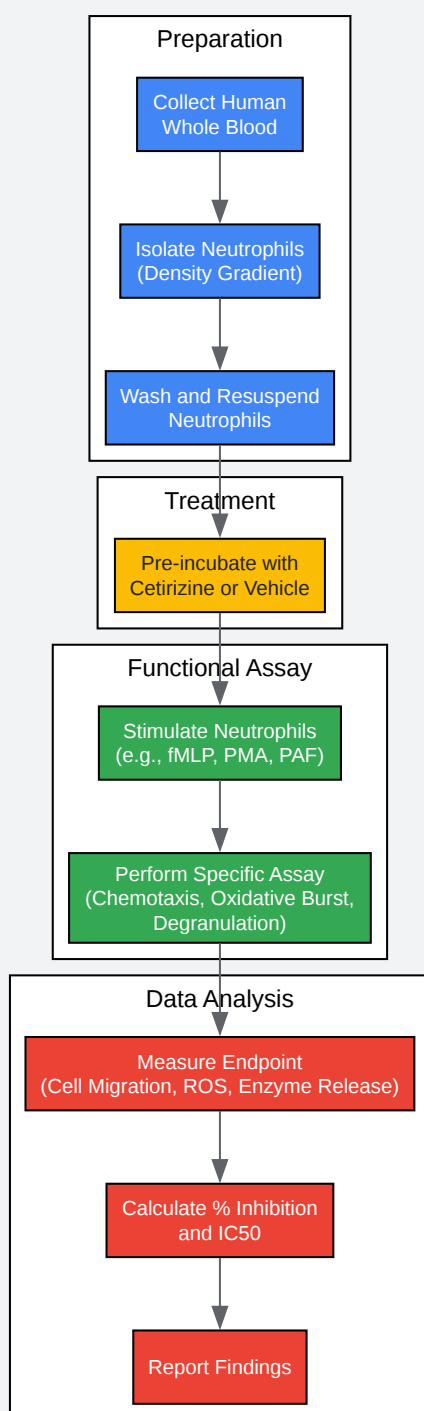 Preparation
Collect Human
Whole Blood
Isolate Neutrophils
(Density Gradient)
Wash and Resuspend
Neutrophils
Treatment
Pre-incubate with
Cetirizine or Vehicle
Functional Assay
Stimulate Neutrophils
(e.g., fMLP, PMA, PAF)
Perform Specific Assay
(Chemotaxis, Oxidative Burst,
Degranulation)
Data Analysis
Measure Endpoint
(Cell Migration, ROS, Enzyme Release)
Calculate % Inhibition
and IC50
Report Findings